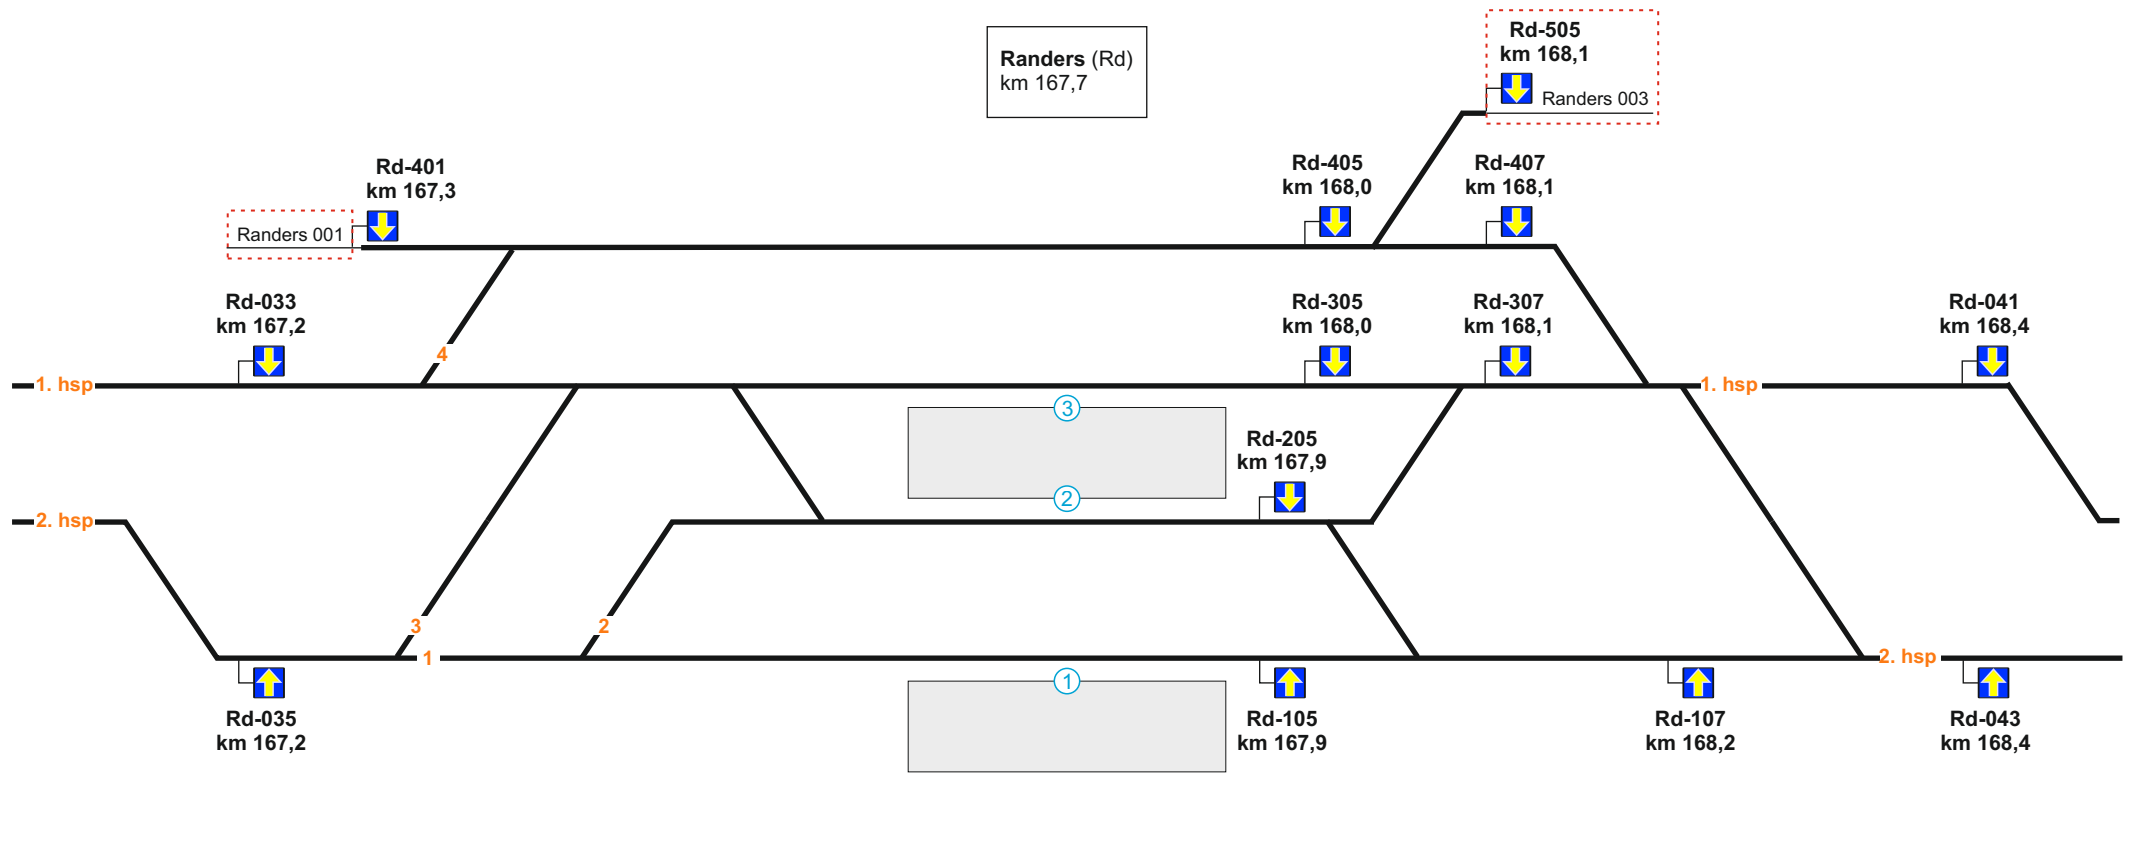 Randers (Rd)
km 167,7
Rd-505
km 168,1
Randers 003
Rd-401
km 167,3
Randers 001
Rd-405
km 168,0
Rd-407
km 168,1
Rd-033
km 167,2
4
Rd-305
km 168,0
Rd-307
km 168,1
Rd-041
km 168,4
1. hsp
1. hsp
3
Rd-205
km 167,9
2
2. hsp
3
2
1
2. hsp
1
Rd-035
km 167,2
Rd-105
km 167,9
Rd-107
km 168,2
Rd-043
km 168,4